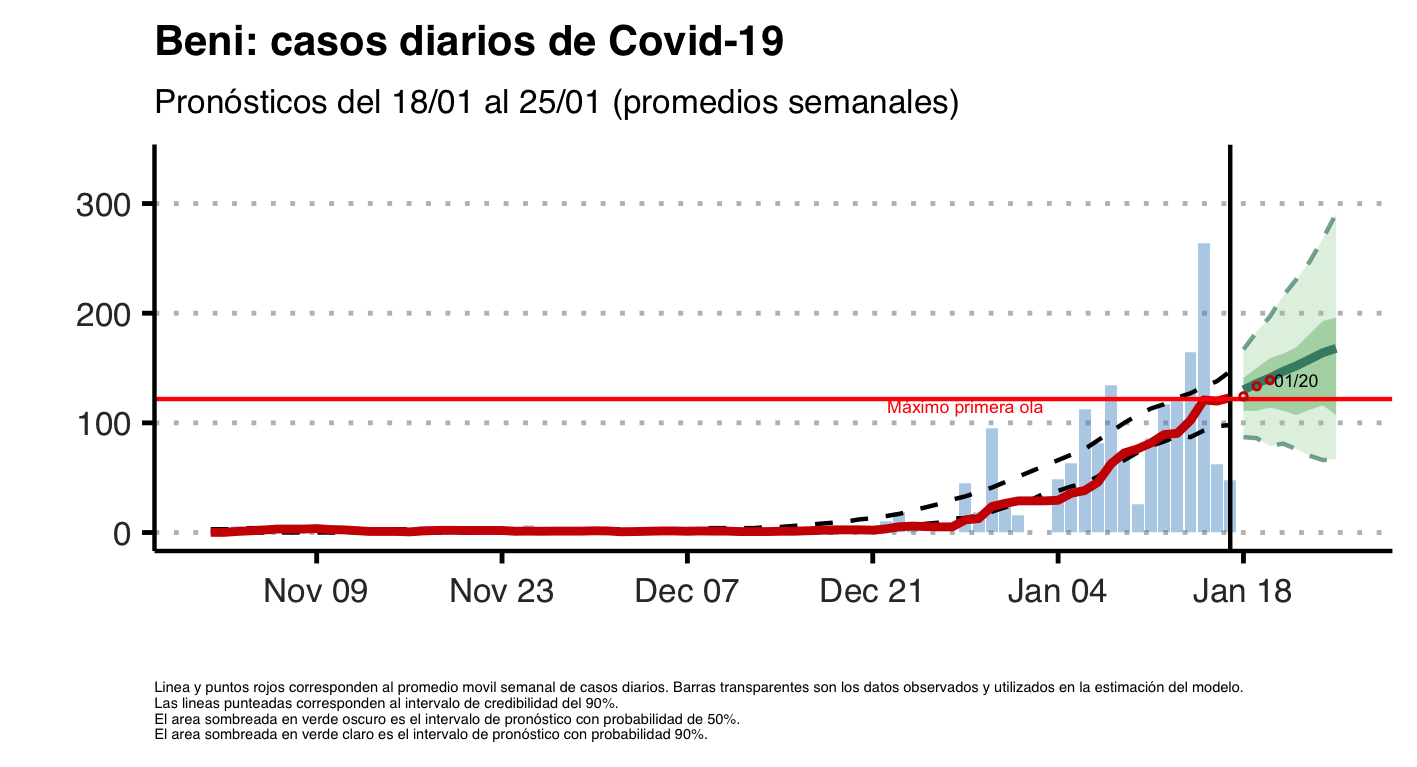 Beni: casos diarios de Covid-19
Pronósticos del 18/01 al 25/01 (promedios semanales)
300
200
100
0
Máximo primera ola
01/20
Nov 09
Nov 23
Dec 07
Dec 21
Jan 04
Jan 18
Linea y puntos rojos corresponden al promedio movil semanal de casos diarios. Barras transparentes son los datos observados y utilizados en la estimación del modelo.
Las lineas punteadas corresponden al intervalo de credibilidad del 90%.
El area sombreada en verde oscuro es el intervalo de pronóstico con probabilidad de 50%.
El area sombreada en verde claro es el intervalo de pronóstico con probabilidad 90%.